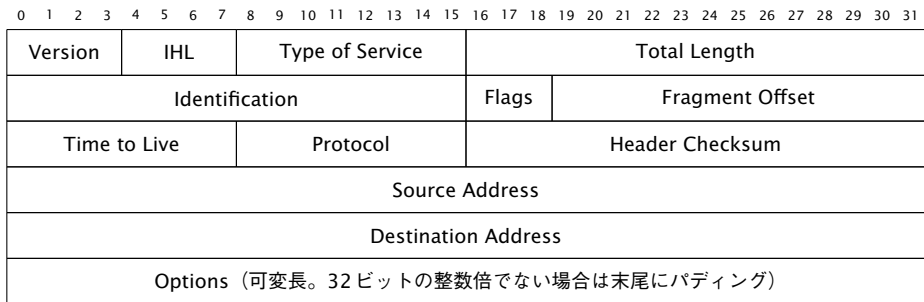 0 1 2 3 4 5 6 7 8 9 10 11 12 13 14 15 16 17 18 19 20 21 22 23 24 25 26 27 28 29 30 31
Version IHL Type of Service Total Length
Identification Flags Fragment Offset
Time to Live Protocol Header Checksum
Source Address
Destination Address
Options（可変長。32ビットの整数倍でない場合は末尾にパディング）